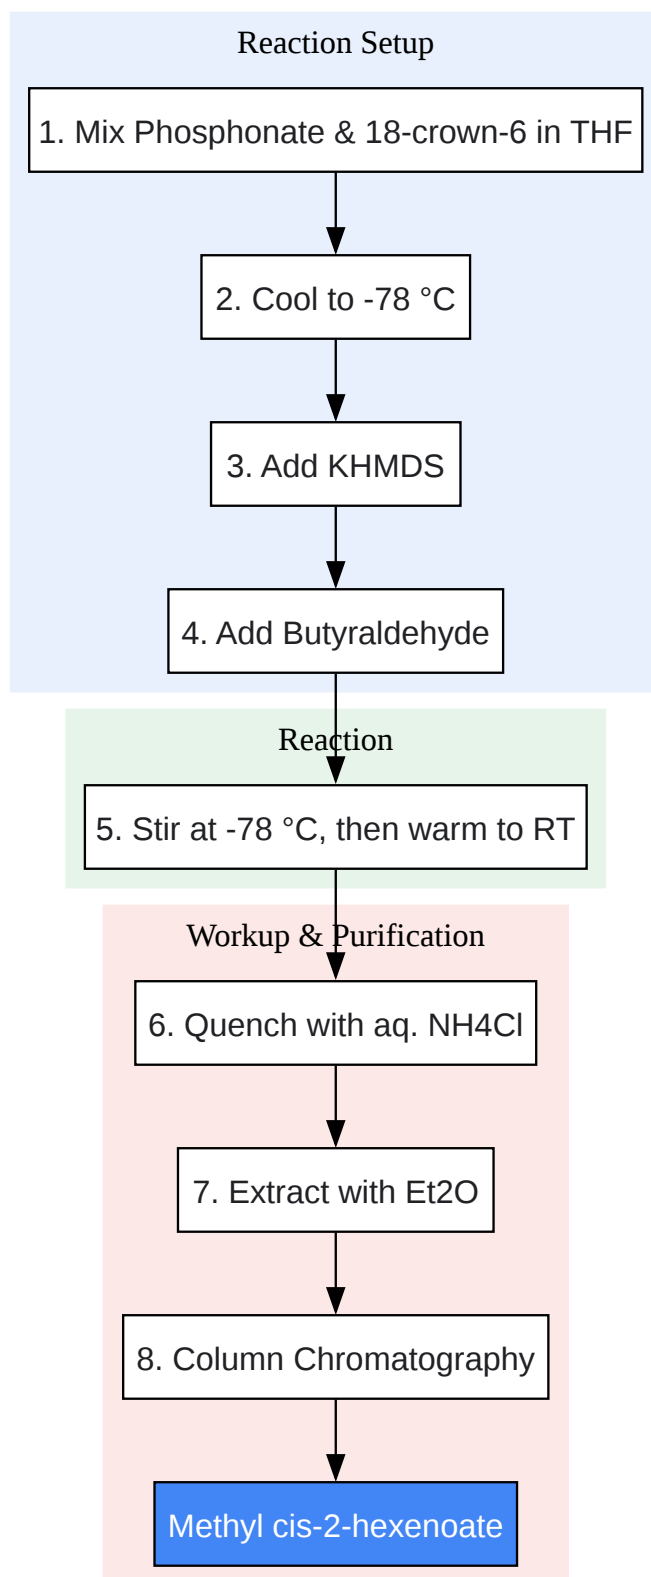 Reaction Setup
1. Mix Phosphonate & 18-crown-6 in THF
2. Cool to -78 °C
3. Add KHMDS
4. Add Butyraldehyde
Reaction
5. Stir at -78 °C, then warm to RT
Workup & Purification
6. Quench with aq. NH4Cl
7. Extract with Et2O
8. Column Chromatography
Methyl cis-2-hexenoate